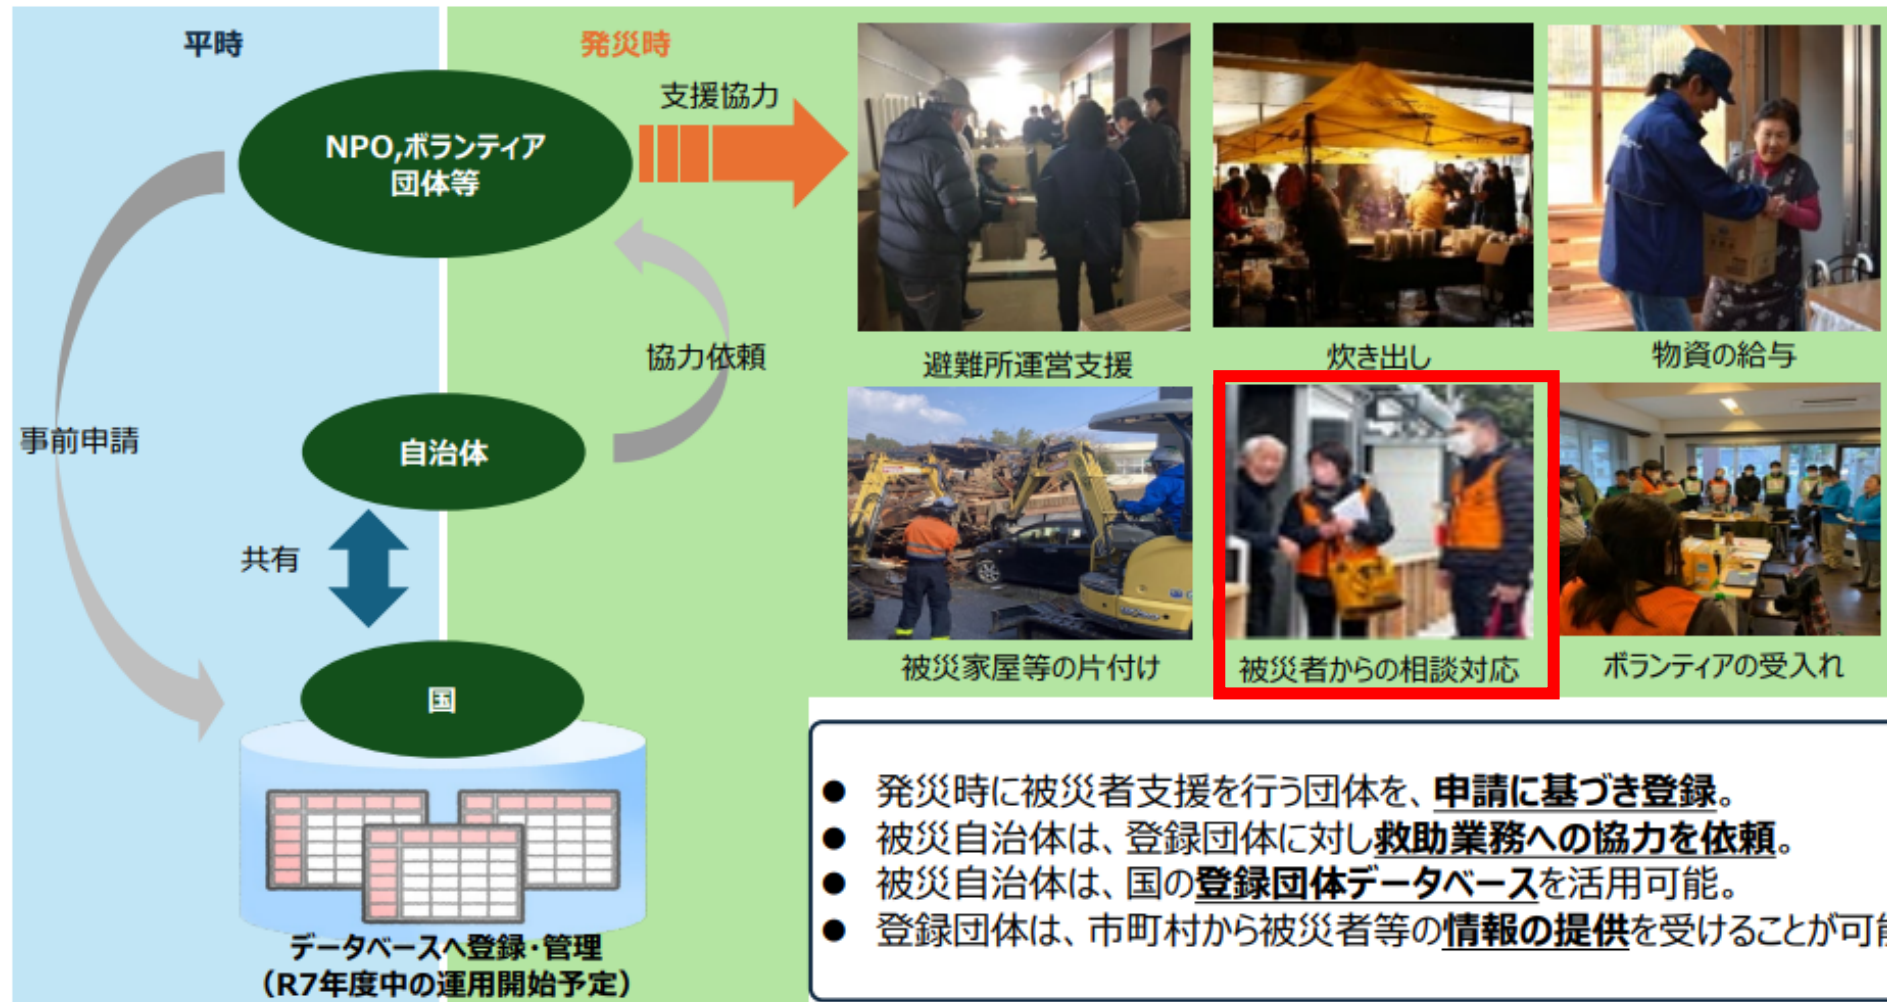 平時
発災時
NPO,ボランティア
団体等
支援協力
避難所運営支援
炊き出し
物資の給与
協力依頼
自治体
事前申請
共有
被災家屋等の片付け
被災者からの相談対応
ボランティアの受入れ
国
データベースへ登録・管理
（R7年度中の運用開始予定）
● 発災時に被災者支援を行う団体を、申請に基づき登録。
● 被災自治体は、登録団体に対し救助業務への協力を依頼。
● 被災自治体は、国の登録団体データベースを活用可能。
● 登録団体は、市町村から被災者等の情報の提供を受けることが可能